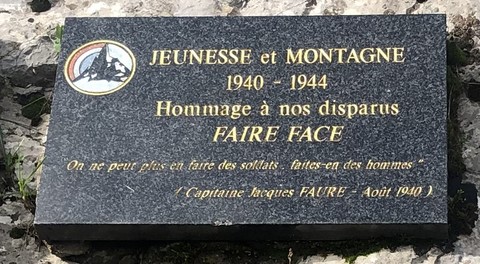 JEUNESSE et MONTAGNE
1940 - 1944
Hommage à nos disparus
FAIRE FACE
On ne peut plus en faire des soldats . faites-en des hommes "
( Capitaine Jacques FAURE - Août 1940 )